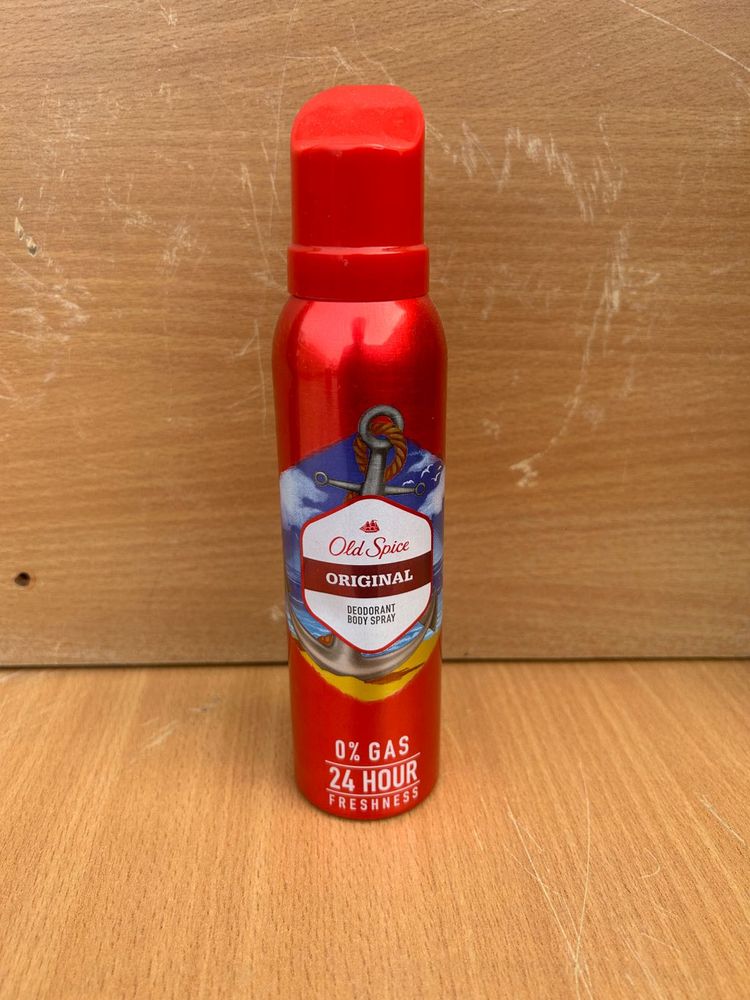 Old Spice
ORIGINAL
DEODORANT
BODY SPRAY
0% GAS
24 HOUR
FRESHNESS